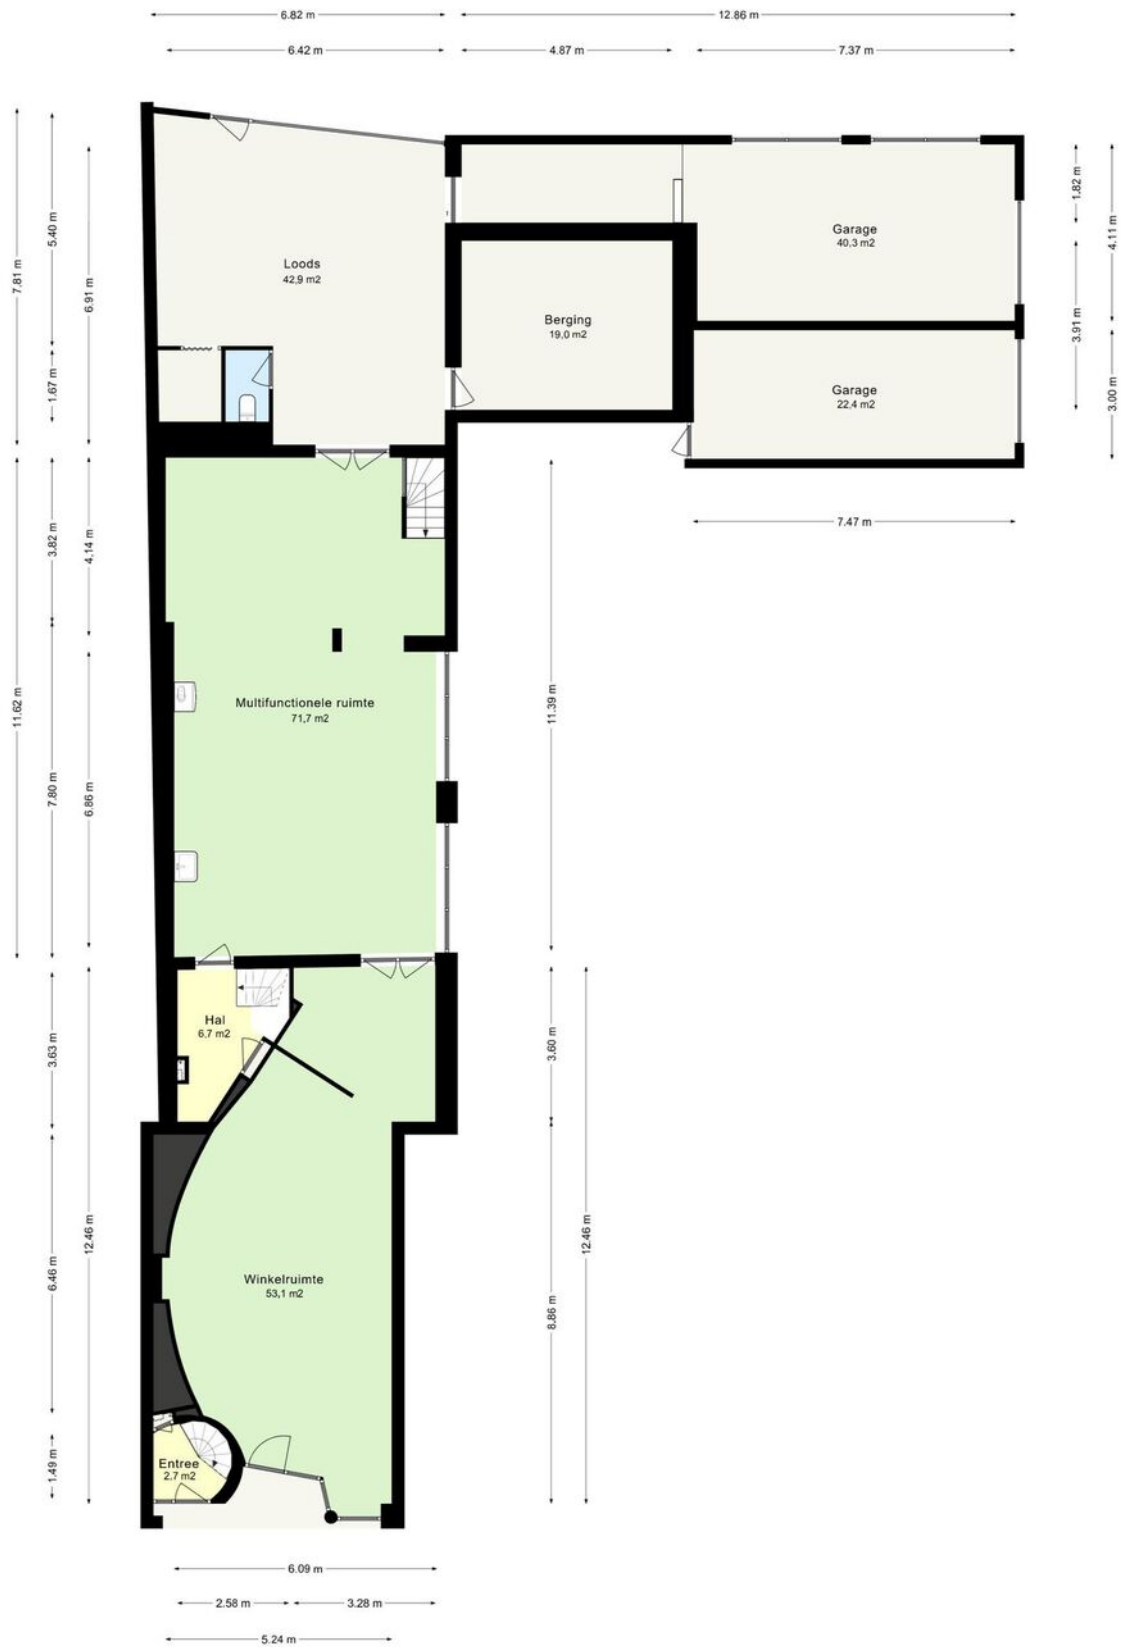 6.82 m
12.86 m
6.42 m
4.87 m
7.37 m
7.81 m
5.40 m
6.91 m
1.67 m
1.82 m
4.11 m
3.91 m
3.00 m
Loods
42,9 m2
Garage
40,3 m2
Berging
19,0 m2
Garage
22,4 m2
7.47 m
11.62 m
3.82 m
4.14 m
7.80 m
6.86 m
11.39 m
Multifunctionele ruimte
71,7 m2
Hal
6,7 m2
3.63 m
3.60 m
12.46 m
12.46 m
6.46 m
8.86 m
Winkelruimte
53,1 m2
1.49 m
Entree
2,7 m2
6.09 m
2.58 m
3.28 m
5.24 m